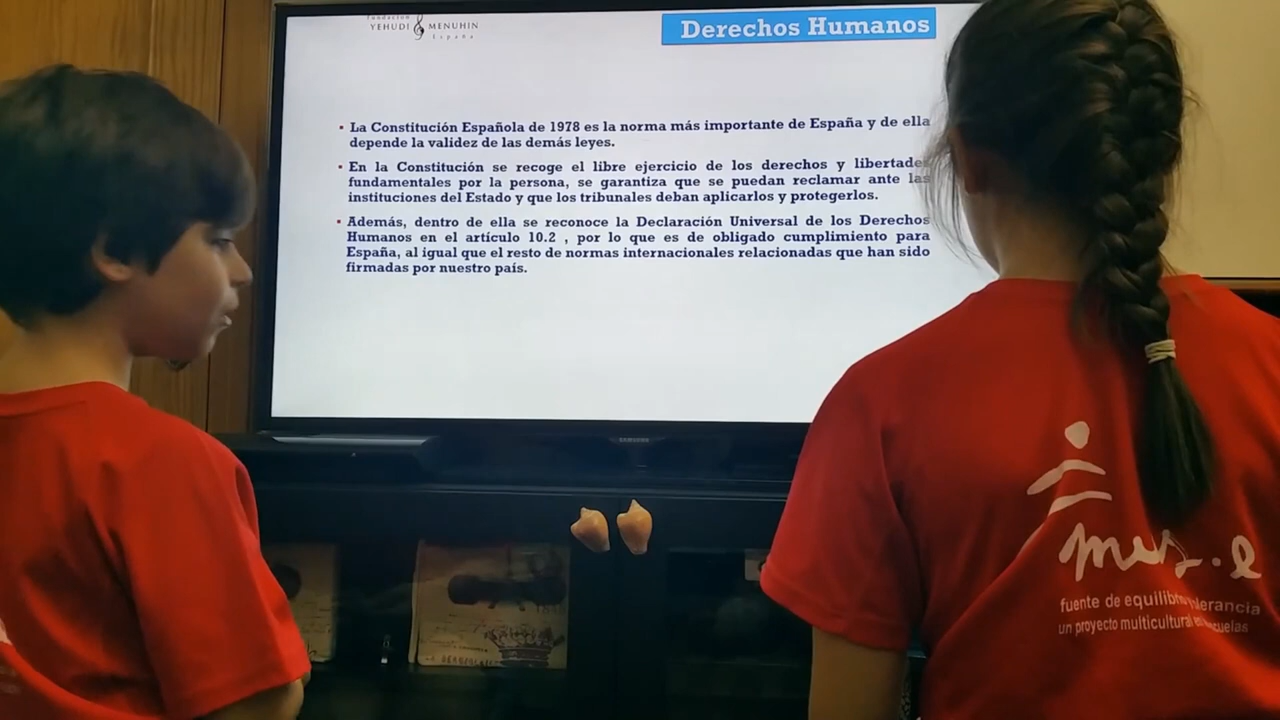 Fundación
YEHUDI MENUHIN
España
Derechos Humanos
▪ La Constitución Española de 1978 es la norma más importante de España y de ella
depende la validez de las demás leyes.
▪ En la Constitución se recoge el libre ejercicio de los derechos y libertades
fundamentales por la persona, se garantiza que se puedan reclamar ante las
instituciones del Estado y que los tribunales deban aplicarlos y protegerlos.
▪ Además, dentro de ella se reconoce la Declaración Universal de los Derechos
Humanos en el artículo 10.2 , por lo que es de obligado cumplimiento para
España, al igual que el resto de normas internacionales relacionadas que han sido
firmadas por nuestro país.
SAMSUNG
mus-e
fuente de equilibrio tolerancia
un proyecto multicultural en escuelas